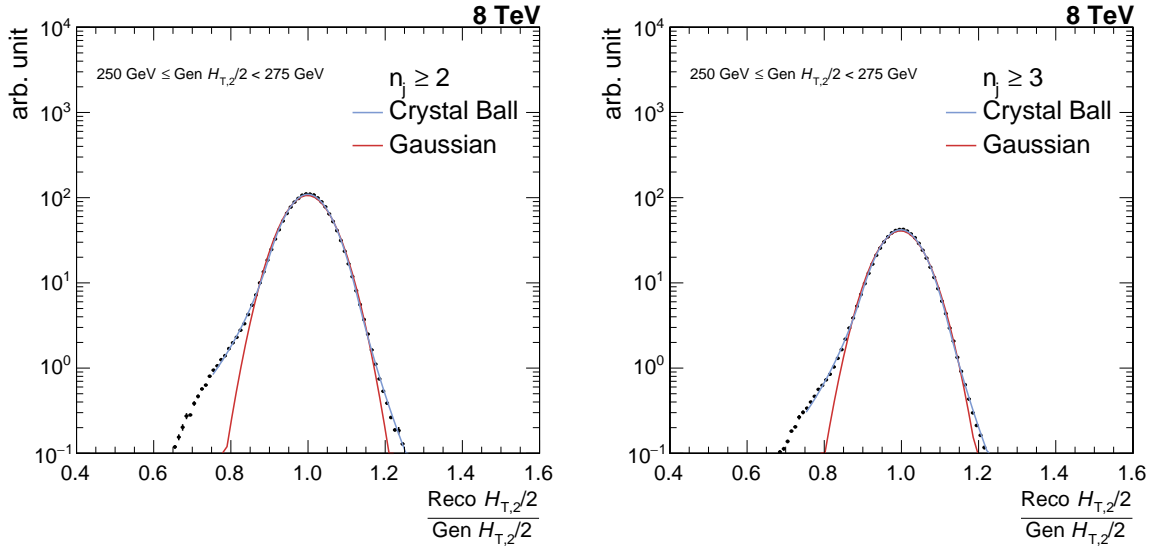 8 TeV
arb. unit
250 GeV ≤ Gen H_T,2/2 < 275 GeV
n_j ≥ 2
Crystal Ball
Gaussian
10^4
10^3
10^2
10^1
10^0
10^−1
0.4 0.6 0.8 1.0 1.2 1.4 1.6
Reco H_T,2/2
Gen H_T,2/2
8 TeV
arb. unit
250 GeV ≤ Gen H_T,2/2 < 275 GeV
n_j ≥ 3
Crystal Ball
Gaussian
10^4
10^3
10^2
10^1
10^0
10^−1
0.4 0.6 0.8 1.0 1.2 1.4 1.6
Reco H_T,2/2
Gen H_T,2/2